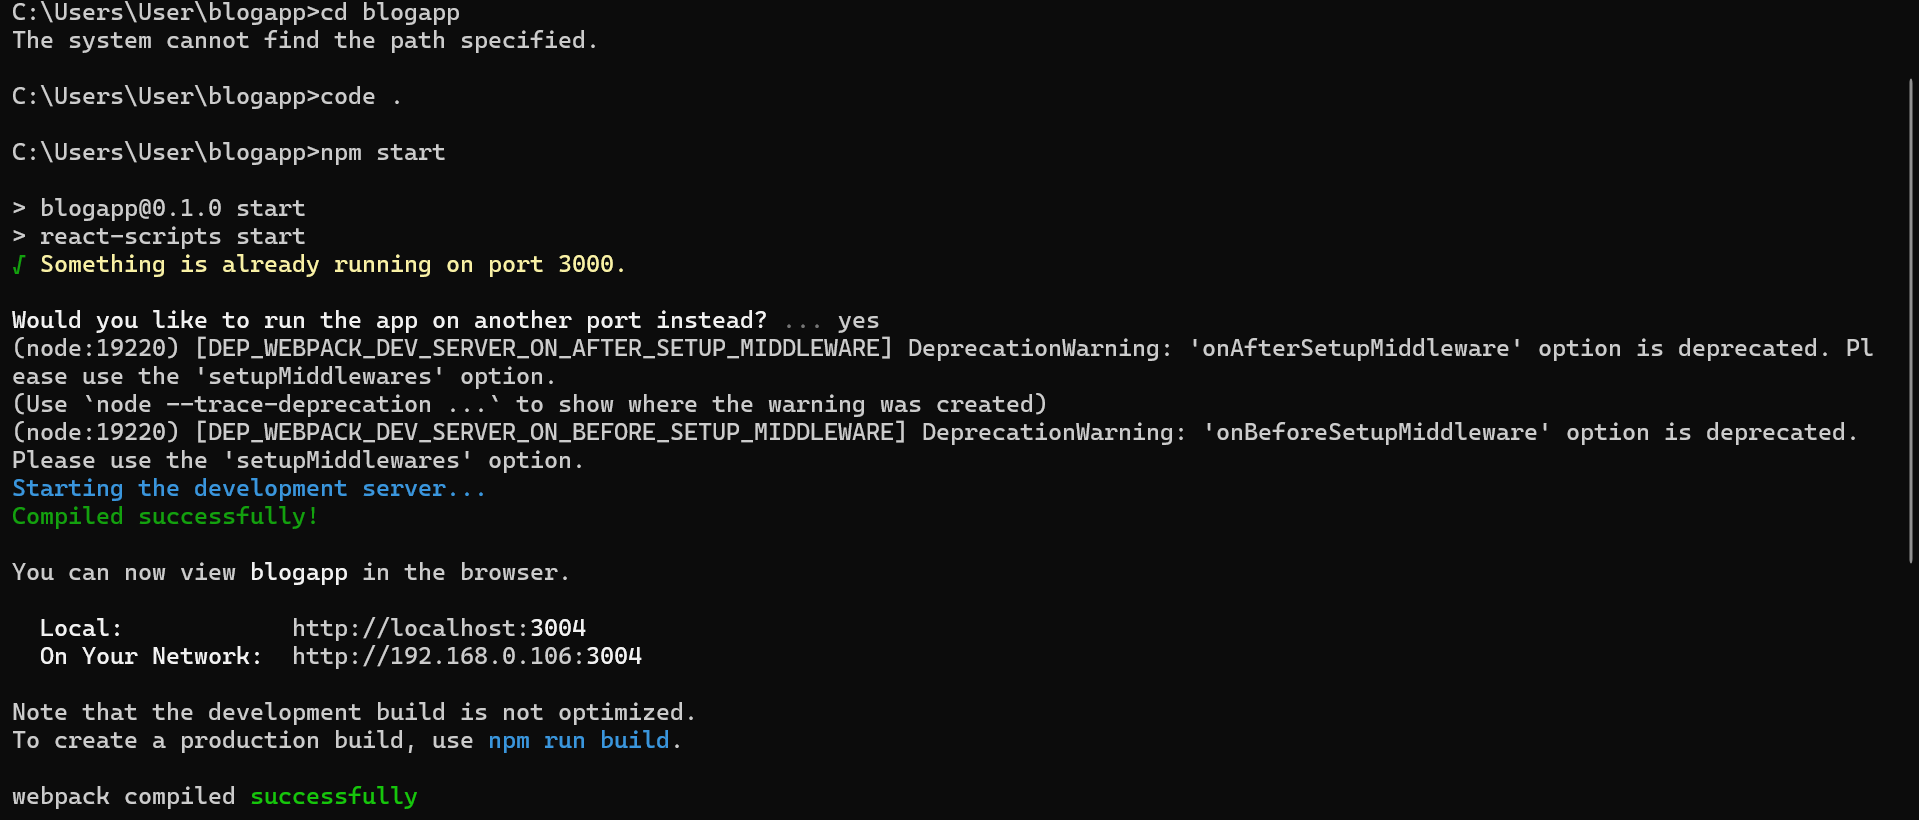 C:\Users\User\blogapp>cd blogapp
The system cannot find the path specified.
C:\Users\User\blogapp>code .
C:\Users\User\blogapp>npm start
> blogapp@0.1.0 start
> react-scripts start
√ Something is already running on port 3000.
Would you like to run the app on another port instead? ... yes
(node:19220) [DEP_WEBPACK_DEV_SERVER_ON_AFTER_SETUP_MIDDLEWARE] DeprecationWarning: 'onAfterSetupMiddleware' option is deprecated. Pl
ease use the 'setupMiddlewares' option.
(Use `node --trace-deprecation ...` to show where the warning was created)
(node:19220) [DEP_WEBPACK_DEV_SERVER_ON_BEFORE_SETUP_MIDDLEWARE] DeprecationWarning: 'onBeforeSetupMiddleware' option is deprecated.
Please use the 'setupMiddlewares' option.
Starting the development server...
Compiled successfully!
You can now view blogapp in the browser.
Local:            http://localhost:3004
On Your Network:  http://192.168.0.106:3004
Note that the development build is not optimized.
To create a production build, use npm run build.
webpack compiled successfully